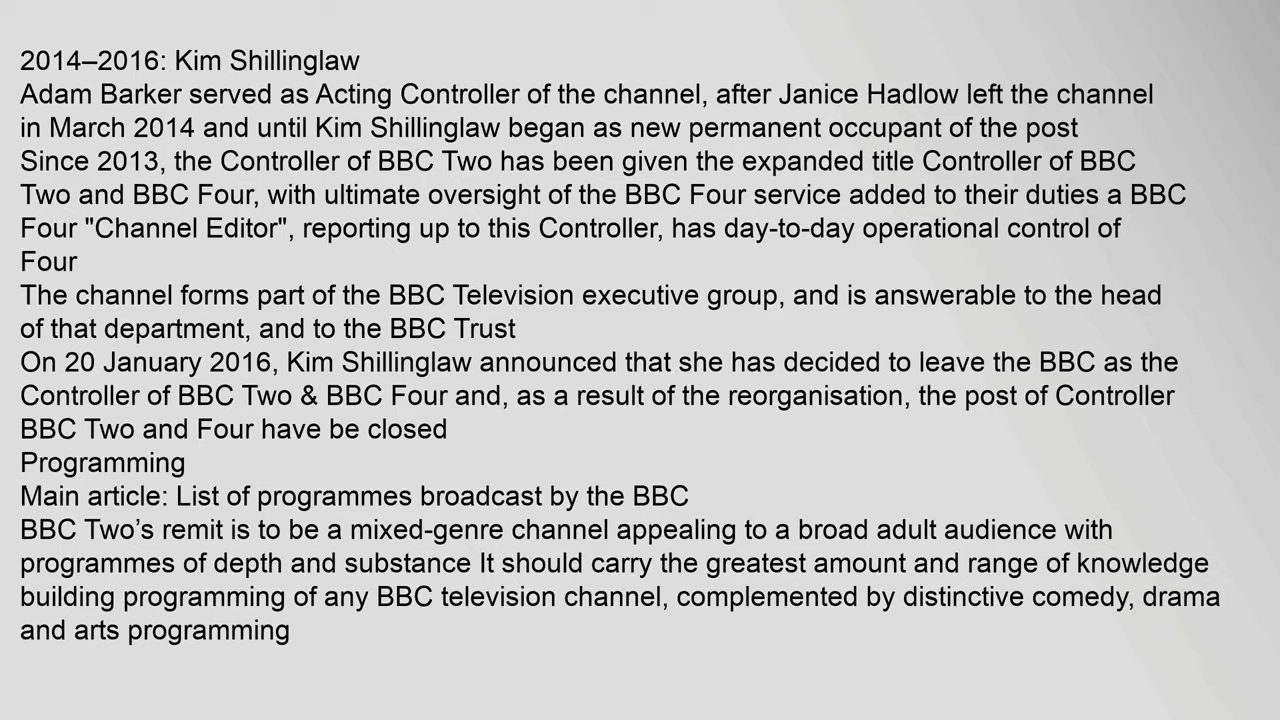 2014–2016: Kim Shillinglaw
Adam Barker served as Acting Controller of the channel, after Janice Hadlow left the channel
in March 2014 and until Kim Shillinglaw began as new permanent occupant of the post
Since 2013, the Controller of BBC Two has been given the expanded title Controller of BBC
Two and BBC Four, with ultimate oversight of the BBC Four service added to their duties a BBC
Four "Channel Editor", reporting up to this Controller, has day-to-day operational control of
Four
The channel forms part of the BBC Television executive group, and is answerable to the head
of that department, and to the BBC Trust
On 20 January 2016, Kim Shillinglaw announced that she has decided to leave the BBC as the
Controller of BBC Two & BBC Four and, as a result of the reorganisation, the post of Controller
BBC Two and Four have be closed
Programming
Main article: List of programmes broadcast by the BBC
BBC Two’s remit is to be a mixed-genre channel appealing to a broad adult audience with
programmes of depth and substance It should carry the greatest amount and range of knowledge
building programming of any BBC television channel, complemented by distinctive comedy, drama
and arts programming